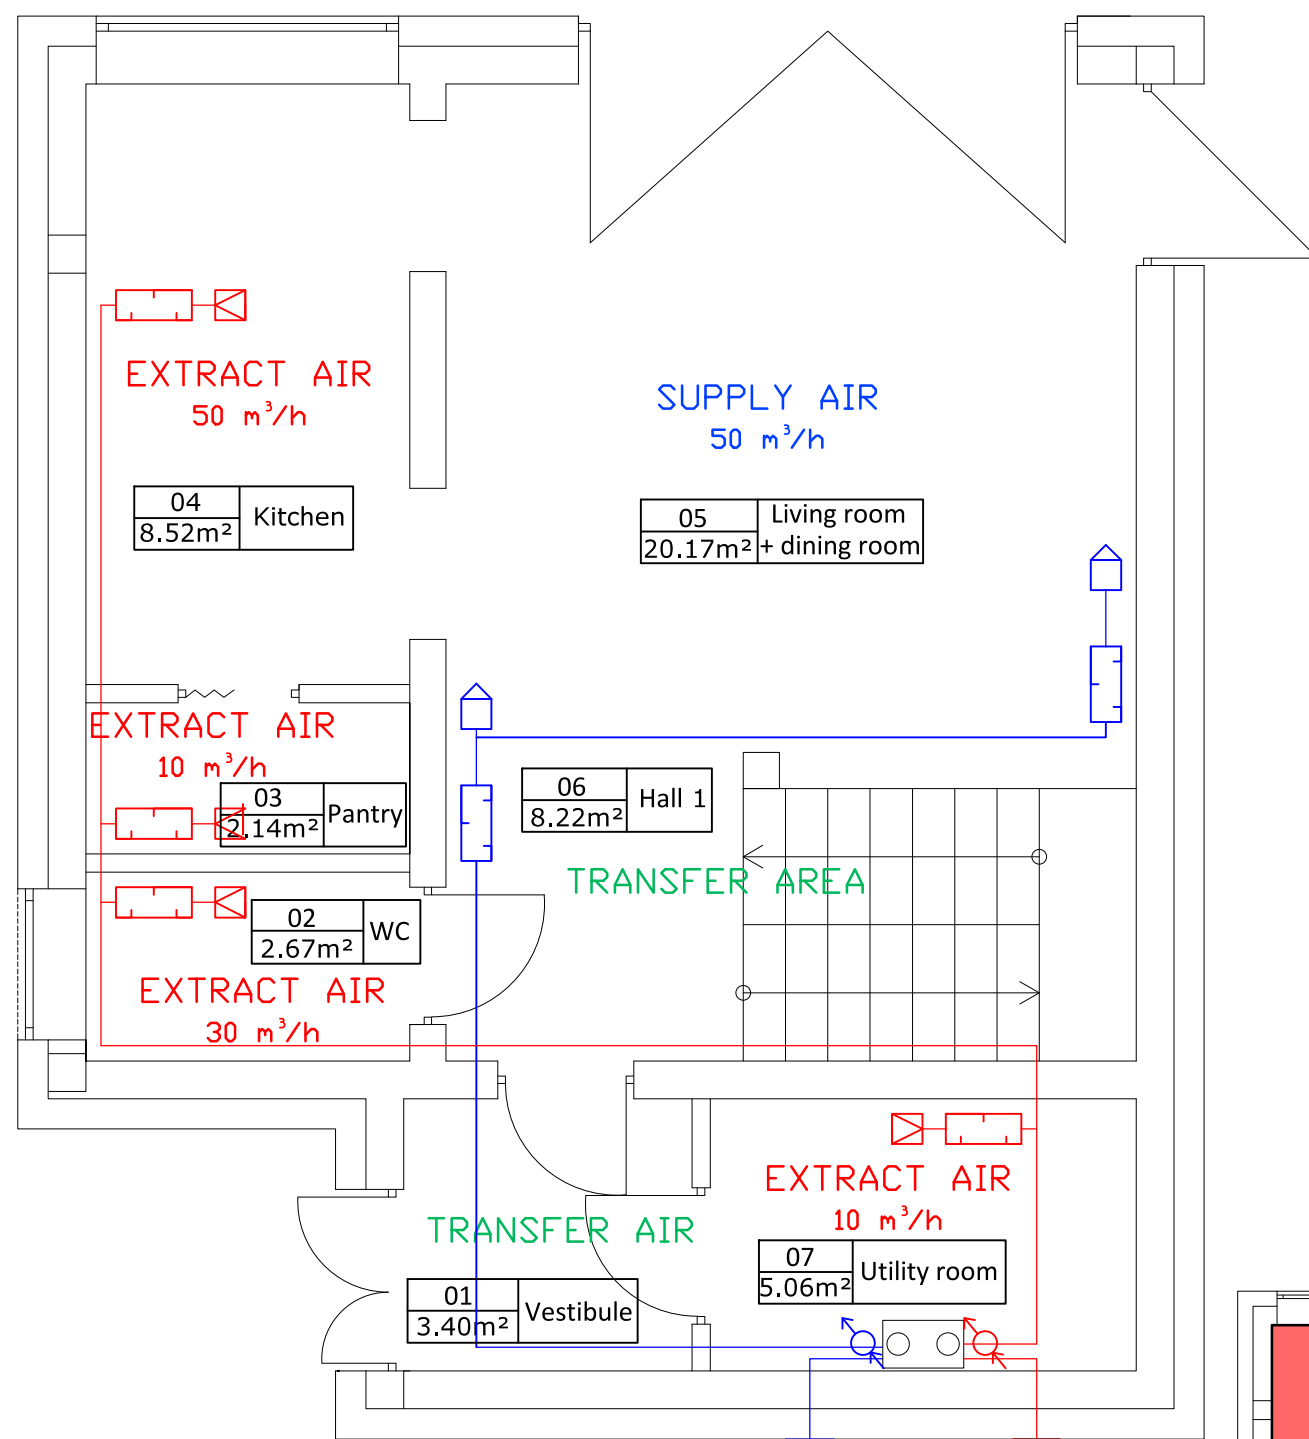 EXTRACT AIR
50 m³/h
SUPPLY AIR
50 m³/h
04
8.52m²
Kitchen
05
20.17m²
Living room
+ dining room
EXTRACT AIR
10 m³/h
03
2.14m²
Pantry
06
8.22m²
Hall 1
TRANSFER AREA
02
2.67m²
WC
EXTRACT AIR
30 m³/h
EXTRACT AIR
10 m³/h
TRANSFER AIR
07
5.06m²
Utility room
01
3.40m²
Vestibule